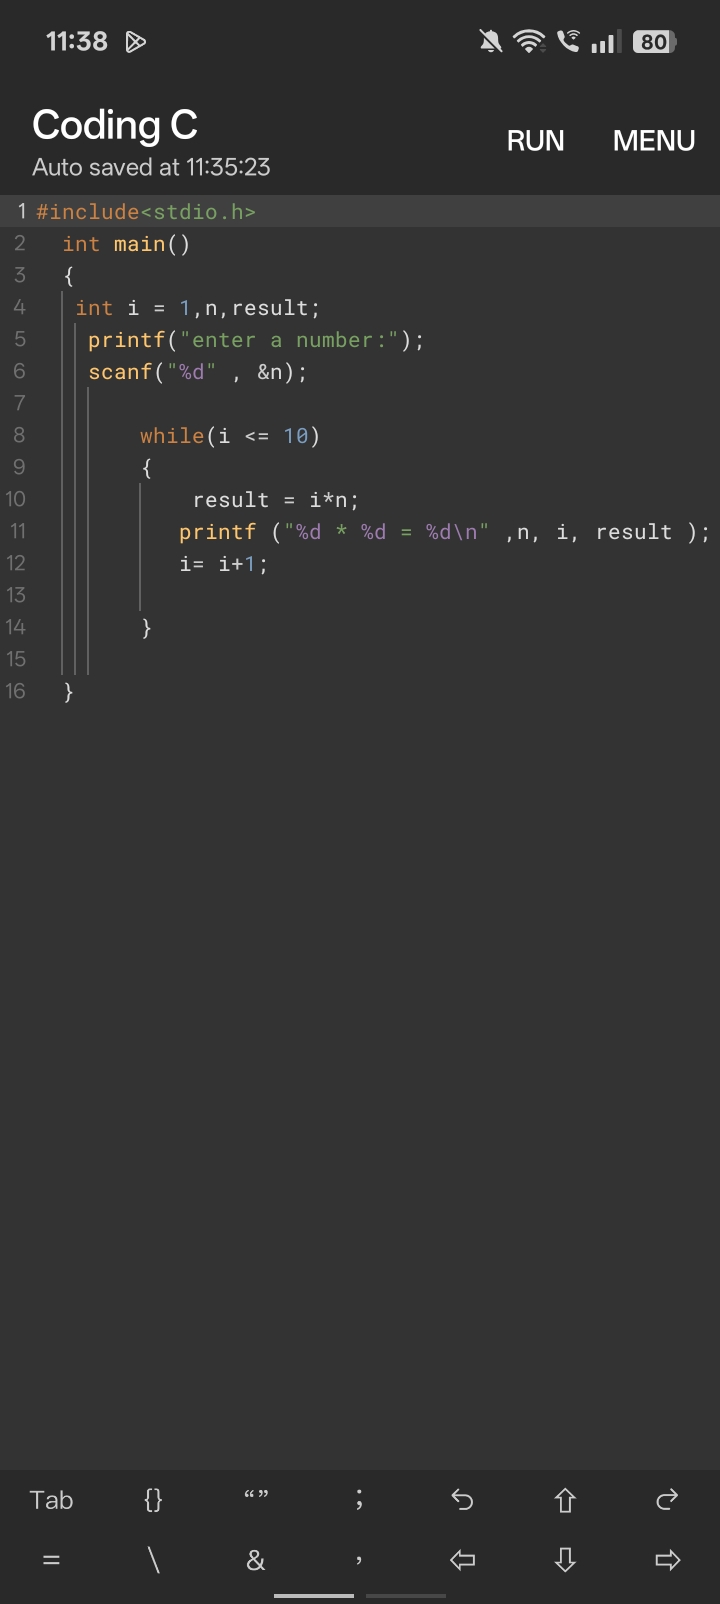 11:38
80
Coding C
Auto saved at 11:35:23
RUN MENU
1 #include<stdio.h>
2 int main()
3 {
4 int i = 1,n,result;
5 printf("enter a number:");
6 scanf("%d" , &n);
7
8 while(i <= 10)
9 {
10 result = i*n;
11 printf ("%d * %d = %d\n" ,n, i, result );
12 i= i+1;
13
14 }
15
16 }
Tab {} “” ;
= \ & ,